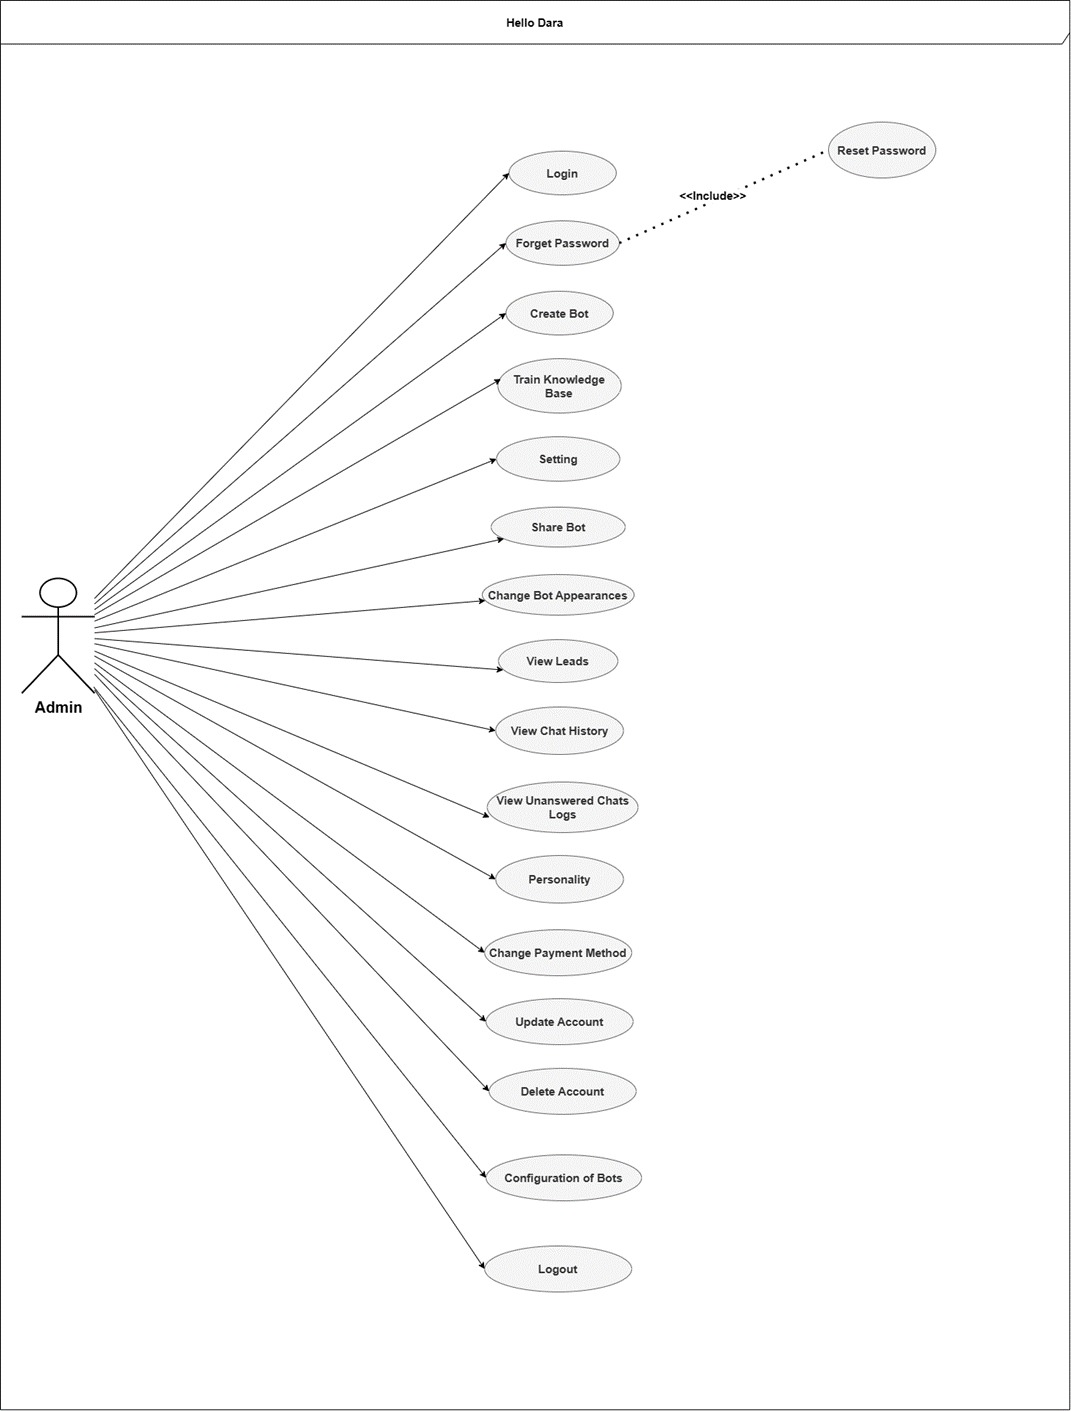 Hello Dara
Reset Password
Login
<<Include>>
Forget Password
Create Bot
Train Knowledge
Base
Setting
Share Bot
Change Bot Appearances
View Leads
Admin
View Chat History
View Unanswered Chats
Logs
Personality
Change Payment Method
Update Account
Delete Account
Configuration of Bots
Logout